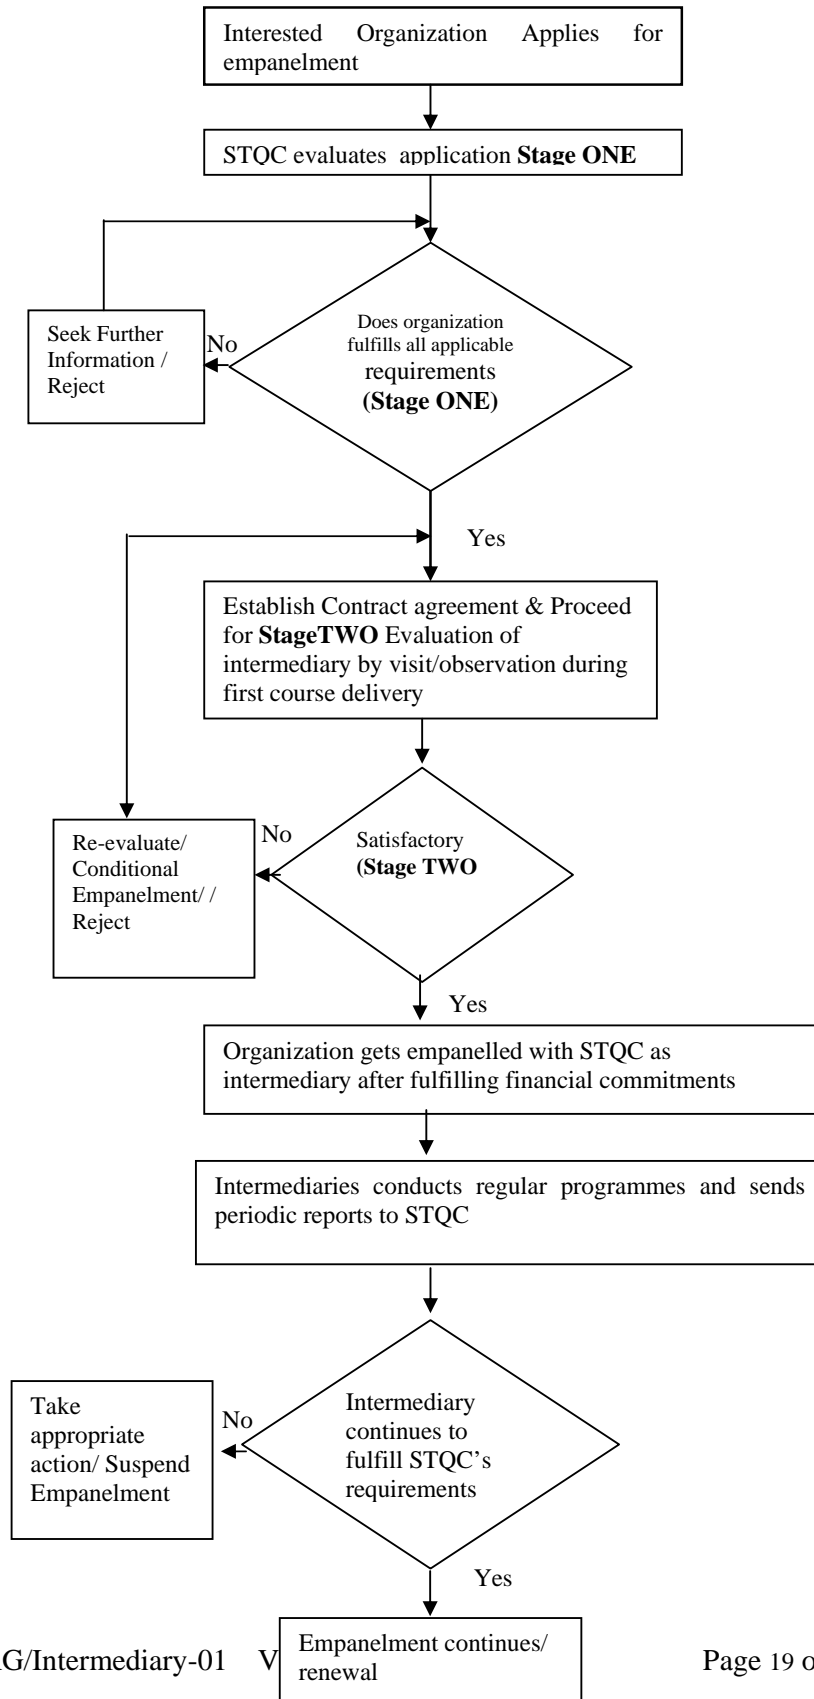 Interested Organization Applies for
empanelment
STQC evaluates application Stage ONE
Does organization
fulfills all applicable
requirements
(Stage ONE)
No
Seek Further
Information /
Reject
Yes
Establish Contract agreement & Proceed
for StageTWO Evaluation of
intermediary by visit/observation during
first course delivery
Satisfactory
(Stage TWO
No
Re-evaluate/
Conditional
Empanelment/ /
Reject
Yes
Organization gets empanelled with STQC as
intermediary after fulfilling financial commitments
Intermediaries conducts regular programmes and sends
periodic reports to STQC
Intermediary
continues to
fulfill STQC’s
requirements
No
Take
appropriate
action/ Suspend
Empanelment
Yes
Empanelment continues/
renewal
G/Intermediary-01 V Page 19 o